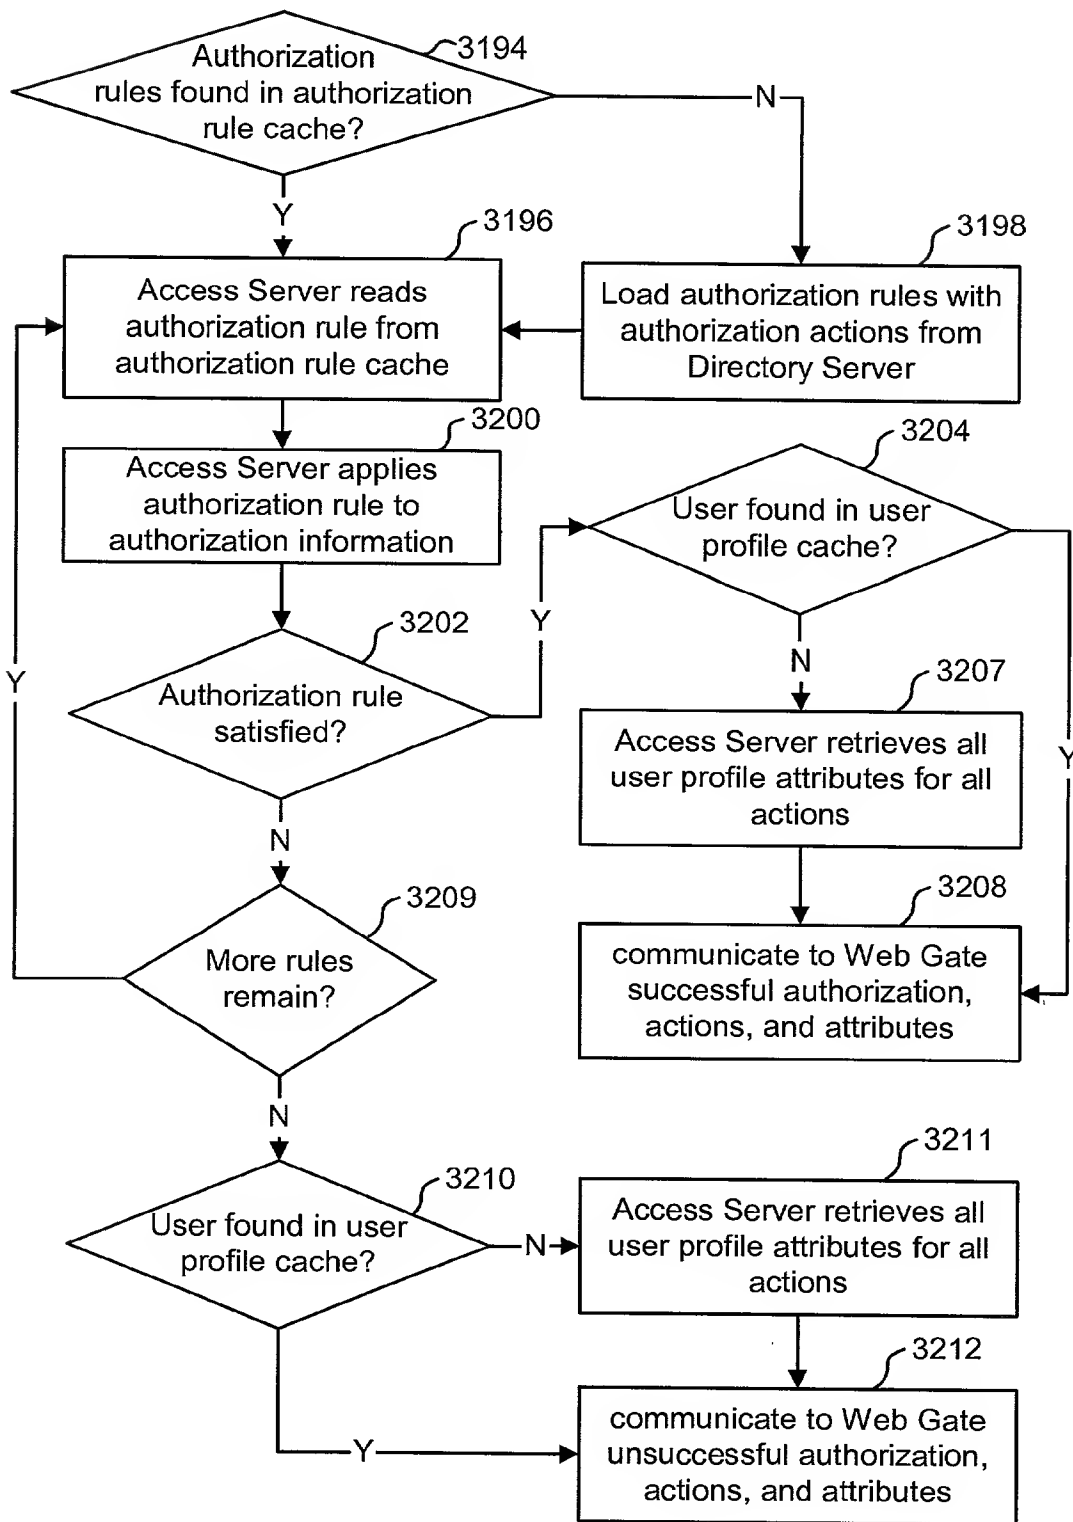 3194
Authorization
rules found in authorization
rule cache?
N
Y
3196
3198
Access Server reads
authorization rule from
authorization rule cache
Load authorization rules with
authorization actions from
Directory Server
3200
3204
Access Server applies
authorization rule to
authorization information
User found in user
profile cache?
3202
Y
N
Y
Authorization rule
satisfied?
3207
Access Server retrieves all
user profile attributes for all
actions
Y
N
3209
3208
More rules
remain?
communicate to Web Gate
successful authorization,
actions, and attributes
N
3210
3211
User found in user
profile cache?
N
Access Server retrieves all
user profile attributes for all
actions
3212
Y
communicate to Web Gate
unsuccessful authorization,
actions, and attributes